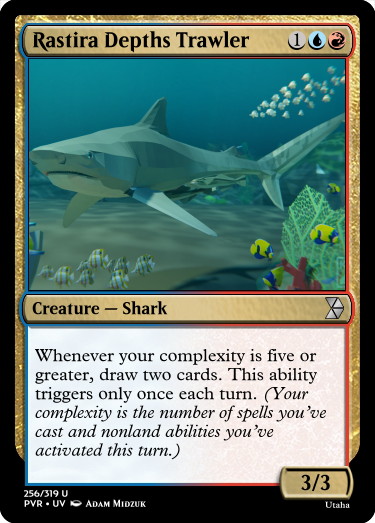 Rastira Depths Trawler 1
Creature — Shark
Whenever your complexity is five or
greater, draw two cards. This ability
triggers only once each turn. (Your
complexity is the number of spells you've
cast and nonland abilities you've
activated this turn.)
3/3
256/319 U
PVR • UV Adam Midzuk
Utaha